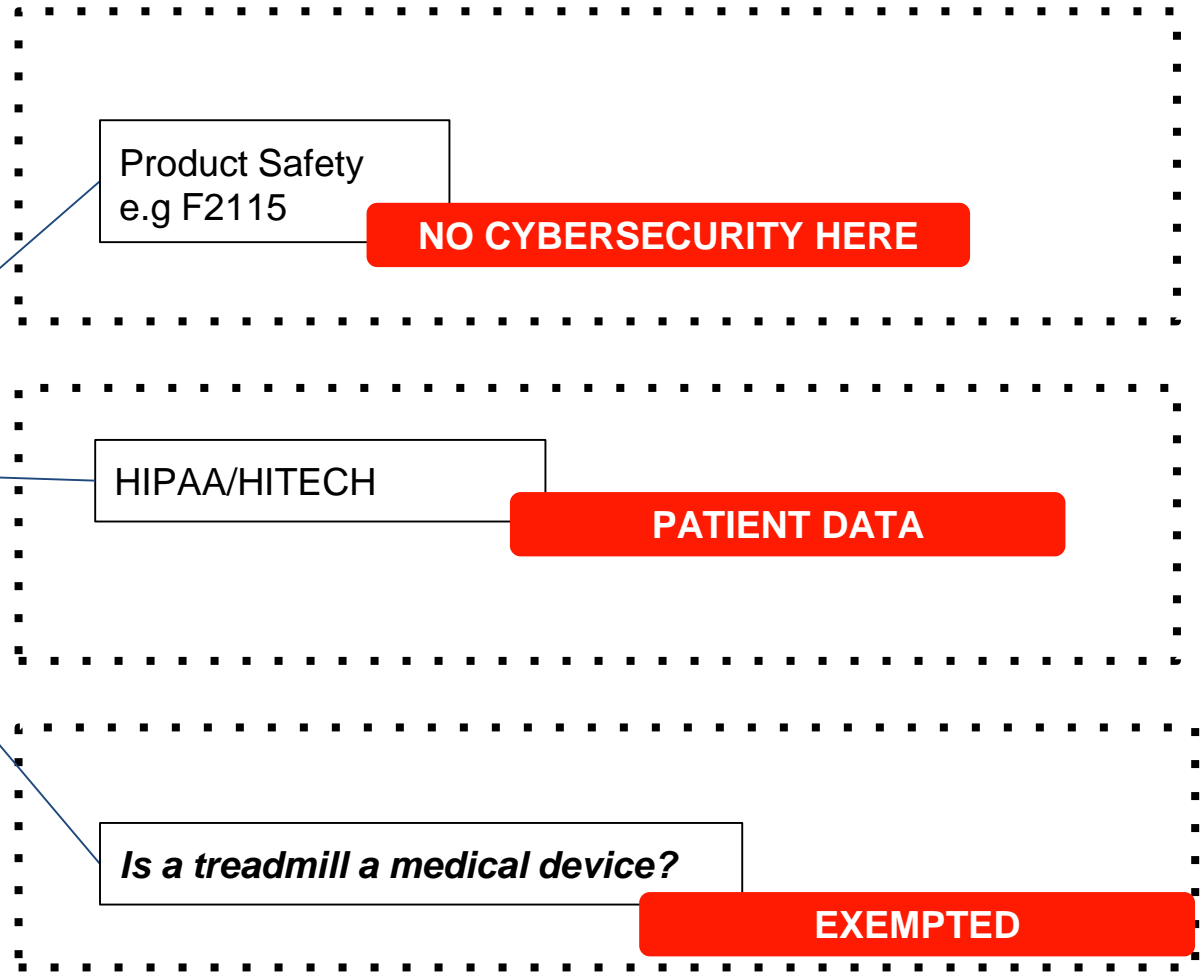 Product Safety
e.g F2115
NO CYBERSECURITY HERE
HIPAA/HITECH
PATIENT DATA
Is a treadmill a medical device?
EXEMPTED